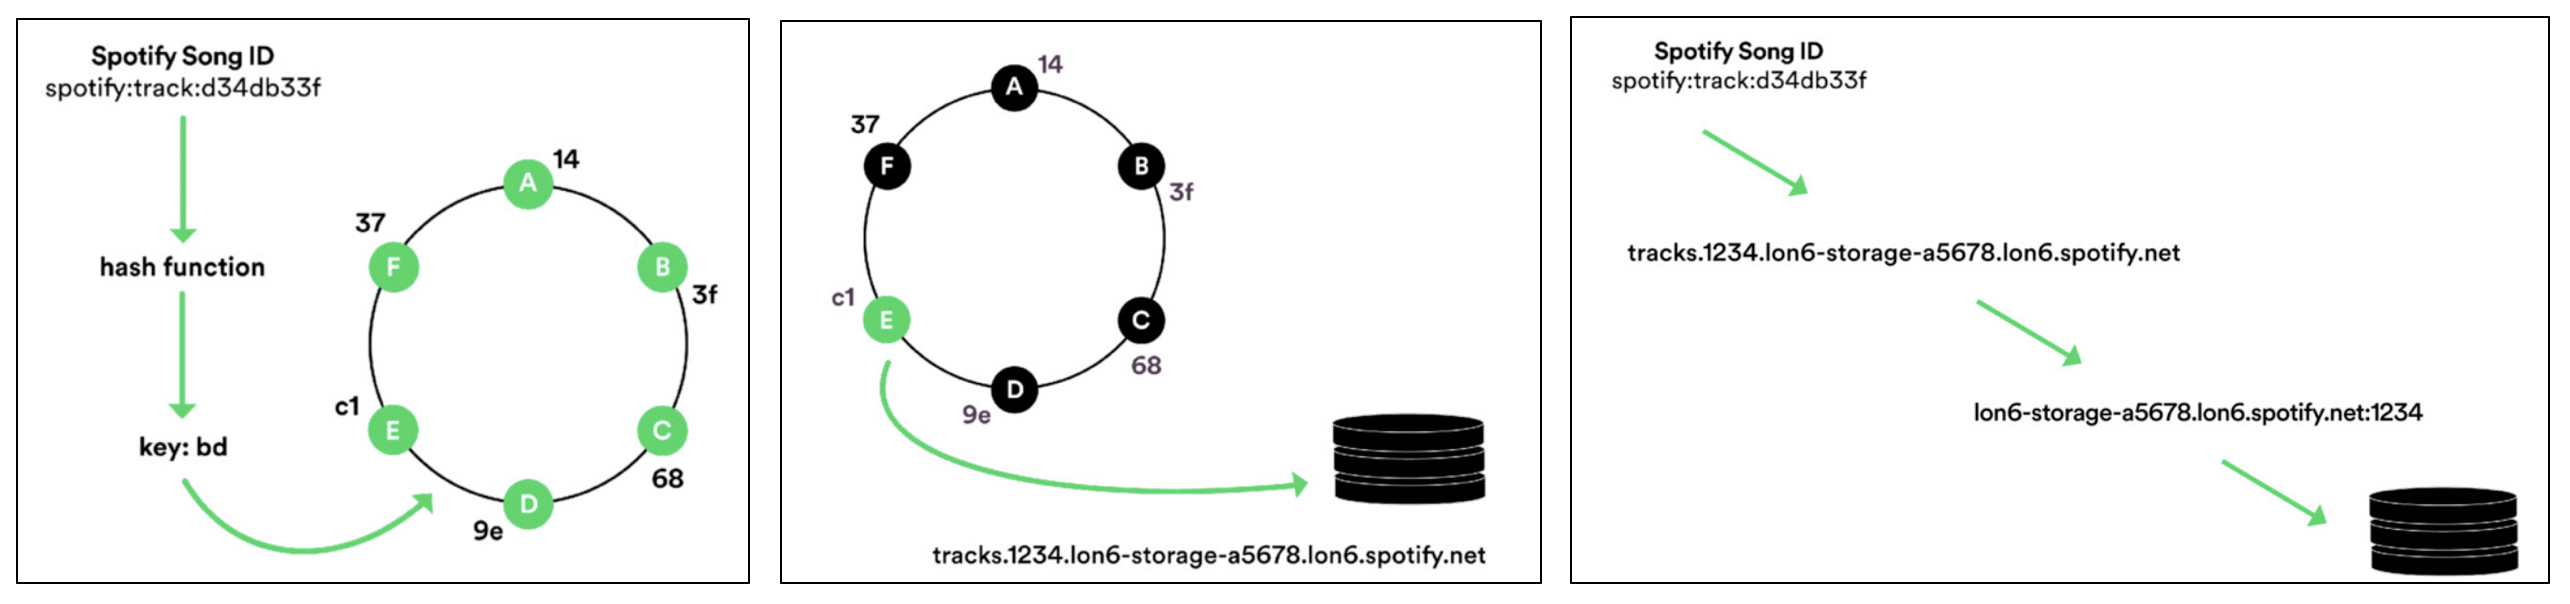 Spotify Song ID
spotify:track:d34db33f
hash function
key: bd
14
A
37
F
B
3f
c1
E
C
68
D
9e
14
A
37
F
B
3f
c1
E
C
68
D
9e
tracks.1234.lon6-storage-a5678.lon6.spotify.net
Spotify Song ID
spotify:track:d34db33f
tracks.1234.lon6-storage-a5678.lon6.spotify.net
lon6-storage-a5678.lon6.spotify.net:1234